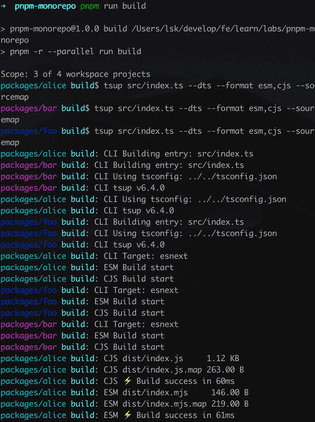 ➜ pnpm-monorepo pnpm run build
> pnpm-monorepo@1.0.0 build /Users/lsk/develop/fe/learn/labs/pnpm-mo
norepo
> pnpm -r --parallel run build
Scope: 3 of 4 workspace projects
packages/alice build$ tsup src/index.ts --dts --format esm,cjs --so
urcemap
packages/bar build$ tsup src/index.ts --dts --format esm,cjs --sour
cemap
packages/foo build$ tsup src/index.ts --dts --format esm,cjs --sour
cemap
packages/alice build: CLI Building entry: src/index.ts
packages/bar build: CLI Building entry: src/index.ts
packages/alice build: CLI Using tsconfig: ../../tsconfig.json
packages/alice build: CLI tsup v6.4.0
packages/bar build: CLI Using tsconfig: ../../tsconfig.json
packages/bar build: CLI tsup v6.4.0
packages/foo build: CLI Building entry: src/index.ts
packages/foo build: CLI Using tsconfig: ../../tsconfig.json
packages/foo build: CLI tsup v6.4.0
packages/alice build: CLI Target: esnext
packages/alice build: ESM Build start
packages/alice build: CJS Build start
packages/foo build: CLI Target: esnext
packages/foo build: ESM Build start
packages/foo build: CJS Build start
packages/bar build: CLI Target: esnext
packages/bar build: ESM Build start
packages/bar build: CJS Build start
packages/alice build: CJS dist/index.js 1.12 KB
packages/alice build: CJS dist/index.js.map 263.00 B
packages/alice build: CJS ⚡ Build success in 60ms
packages/alice build: ESM dist/index.mjs 146.00 B
packages/alice build: ESM dist/index.mjs.map 219.00 B
packages/alice build: ESM ⚡ Build success in 61ms